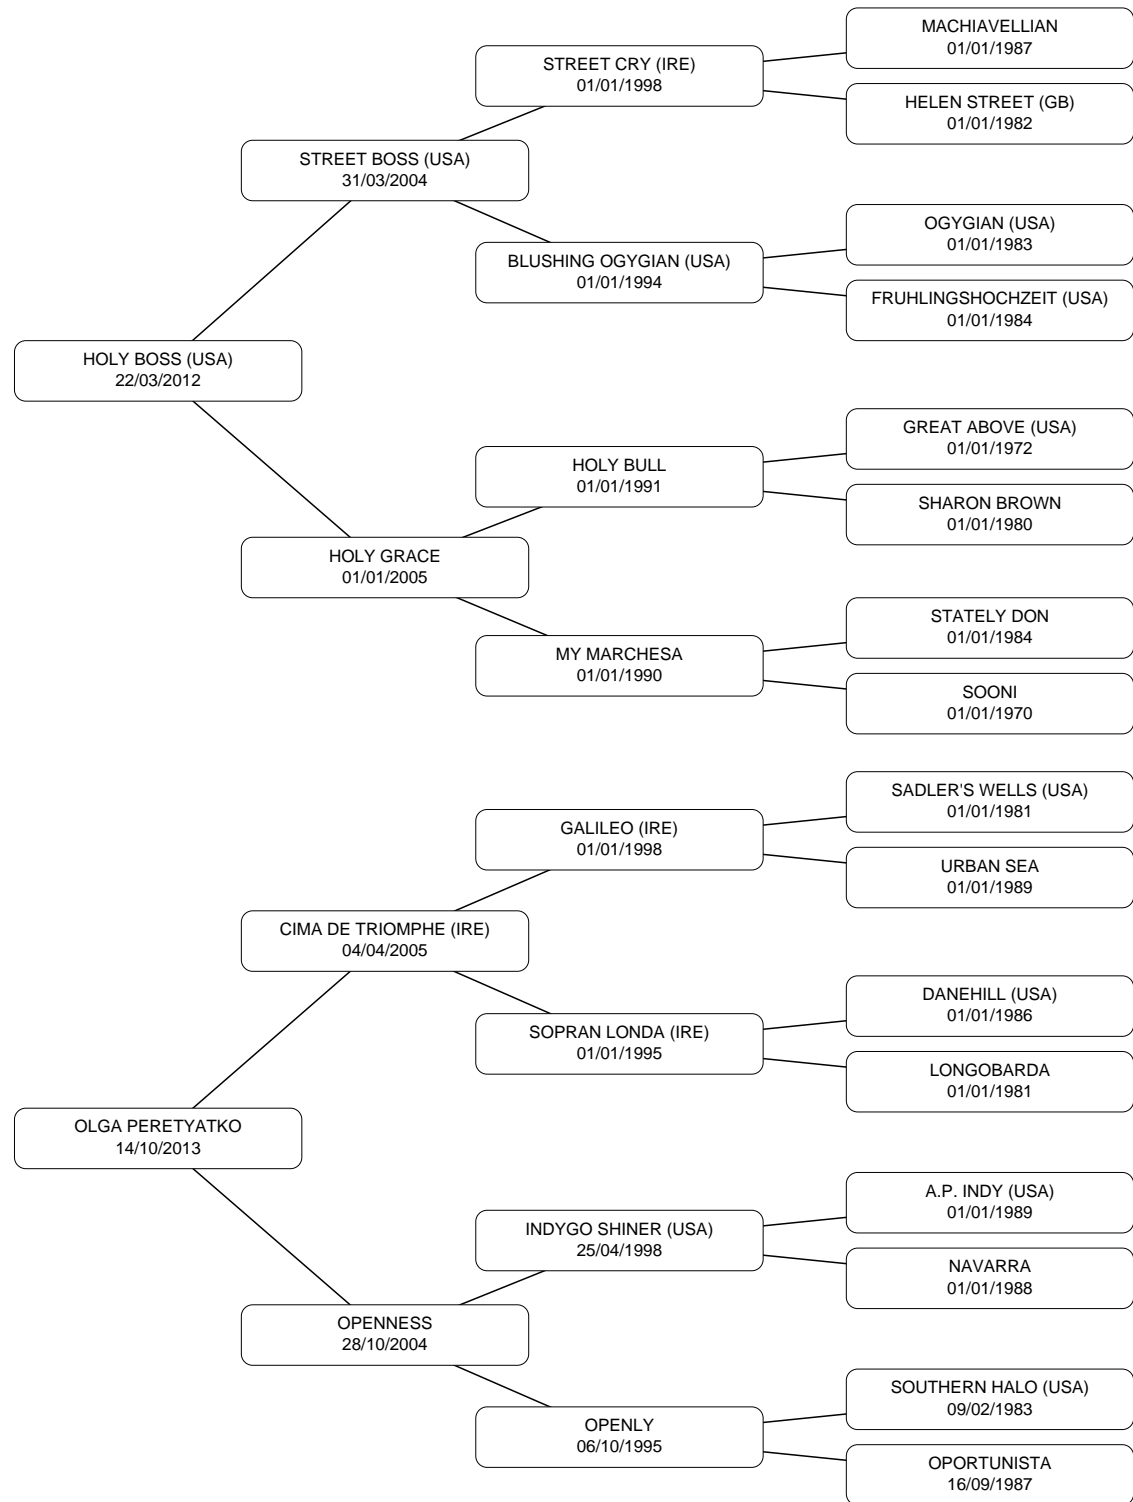 MACHIAVELLIAN
01/01/1987
STREET CRY (IRE)
01/01/1998
HELEN STREET (GB)
01/01/1982
STREET BOSS (USA)
31/03/2004
OGYGIAN (USA)
01/01/1983
BLUSHING OGYGIAN (USA)
01/01/1994
FRUHLINGSHOCHZEIT (USA)
01/01/1984
HOLY BOSS (USA)
22/03/2012
GREAT ABOVE (USA)
01/01/1972
HOLY BULL
01/01/1991
SHARON BROWN
01/01/1980
HOLY GRACE
01/01/2005
STATELY DON
01/01/1984
MY MARCHESA
01/01/1990
SOONI
01/01/1970
SADLER'S WELLS (USA)
01/01/1981
GALILEO (IRE)
01/01/1998
URBAN SEA
01/01/1989
CIMA DE TRIOMPHE (IRE)
04/04/2005
DANEHILL (USA)
01/01/1986
SOPRAN LONDA (IRE)
01/01/1995
LONGOBARDA
01/01/1981
OLGA PERETYATKO
14/10/2013
A.P. INDY (USA)
01/01/1989
INDYGO SHINER (USA)
25/04/1998
NAVARRA
01/01/1988
OPENNESS
28/10/2004
SOUTHERN HALO (USA)
09/02/1983
OPENLY
06/10/1995
OPORTUNISTA
16/09/1987